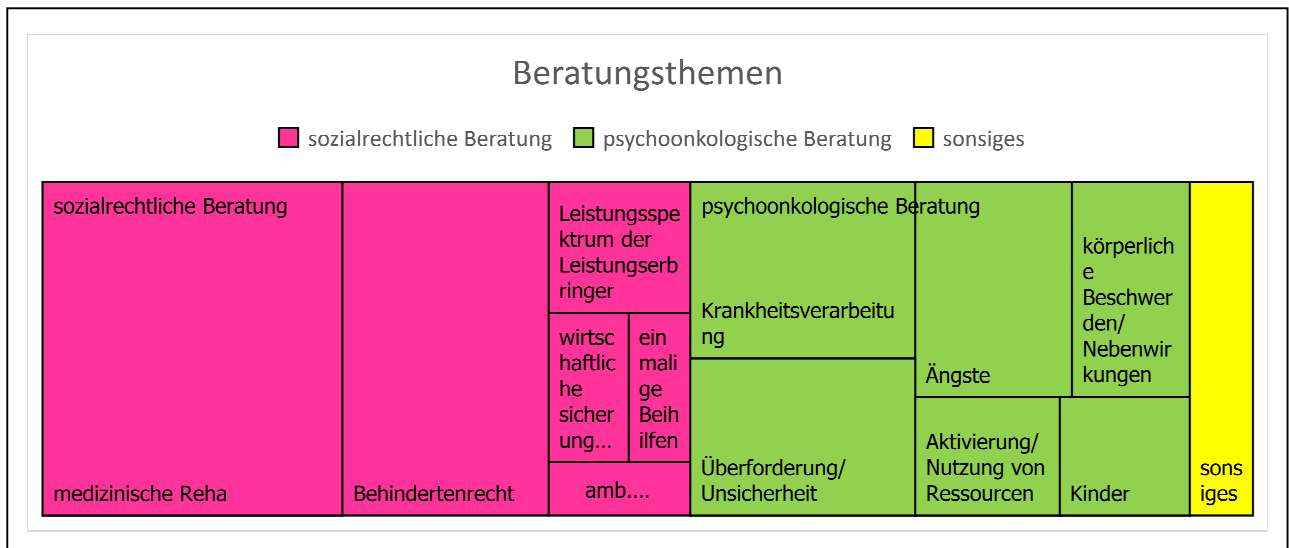 Beratungsthemen
sozialrechtliche Beratung
psychoonkologische Beratung
sonsiges
sozialrechtliche Beratung
medizinische Reha
Behindertenrecht
Leistungsspe
ktrum der
Leistungserb
ringer
wirtsc
haftlic
he
sicher
ung...
ein
mali
ge
Beih
ilfen
amb....
psychoonkologische Beratung
Krankheitsverarbeitu
ng
Überforderung/
Unsicherheit
Ängste
körperlich
e
Beschwer
den/
Nebenwir
kungen
Aktivierung/
Nutzung von
Ressourcen
Kinder
sons
iges